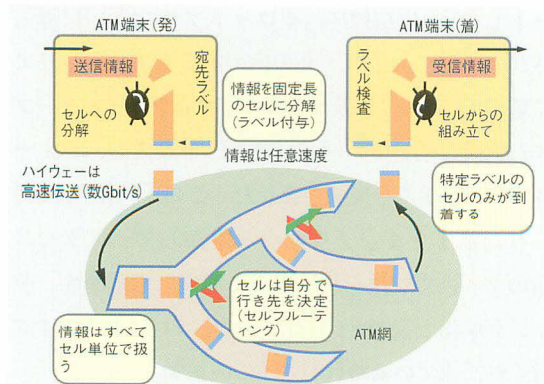 ATM端末(発)
送信情報
宛先ラベル
セルへの
分解
情報を固定長
のセルに分解
(ラベル付与)
情報は任意速度
ATM端末(着)
ラベル検査
受信情報
セルからの
組み立て
ハイウェーは
高速伝送(数Gbit/s)
特定ラベルの
セルのみが到
着する
セルは自分で
行き先を決定
(セルフルーテ
ィング)
情報はすべて
セル単位で扱
う
ATM網